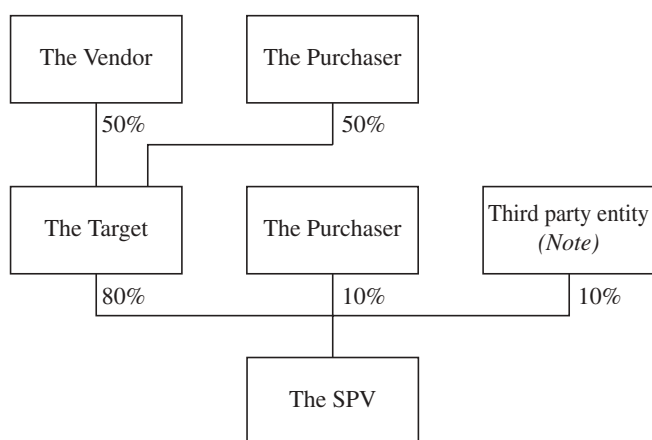 The Vendor
The Purchaser
50%
50%
The Target
The Purchaser
Third party entity
(Note)
80%
10%
10%
The SPV